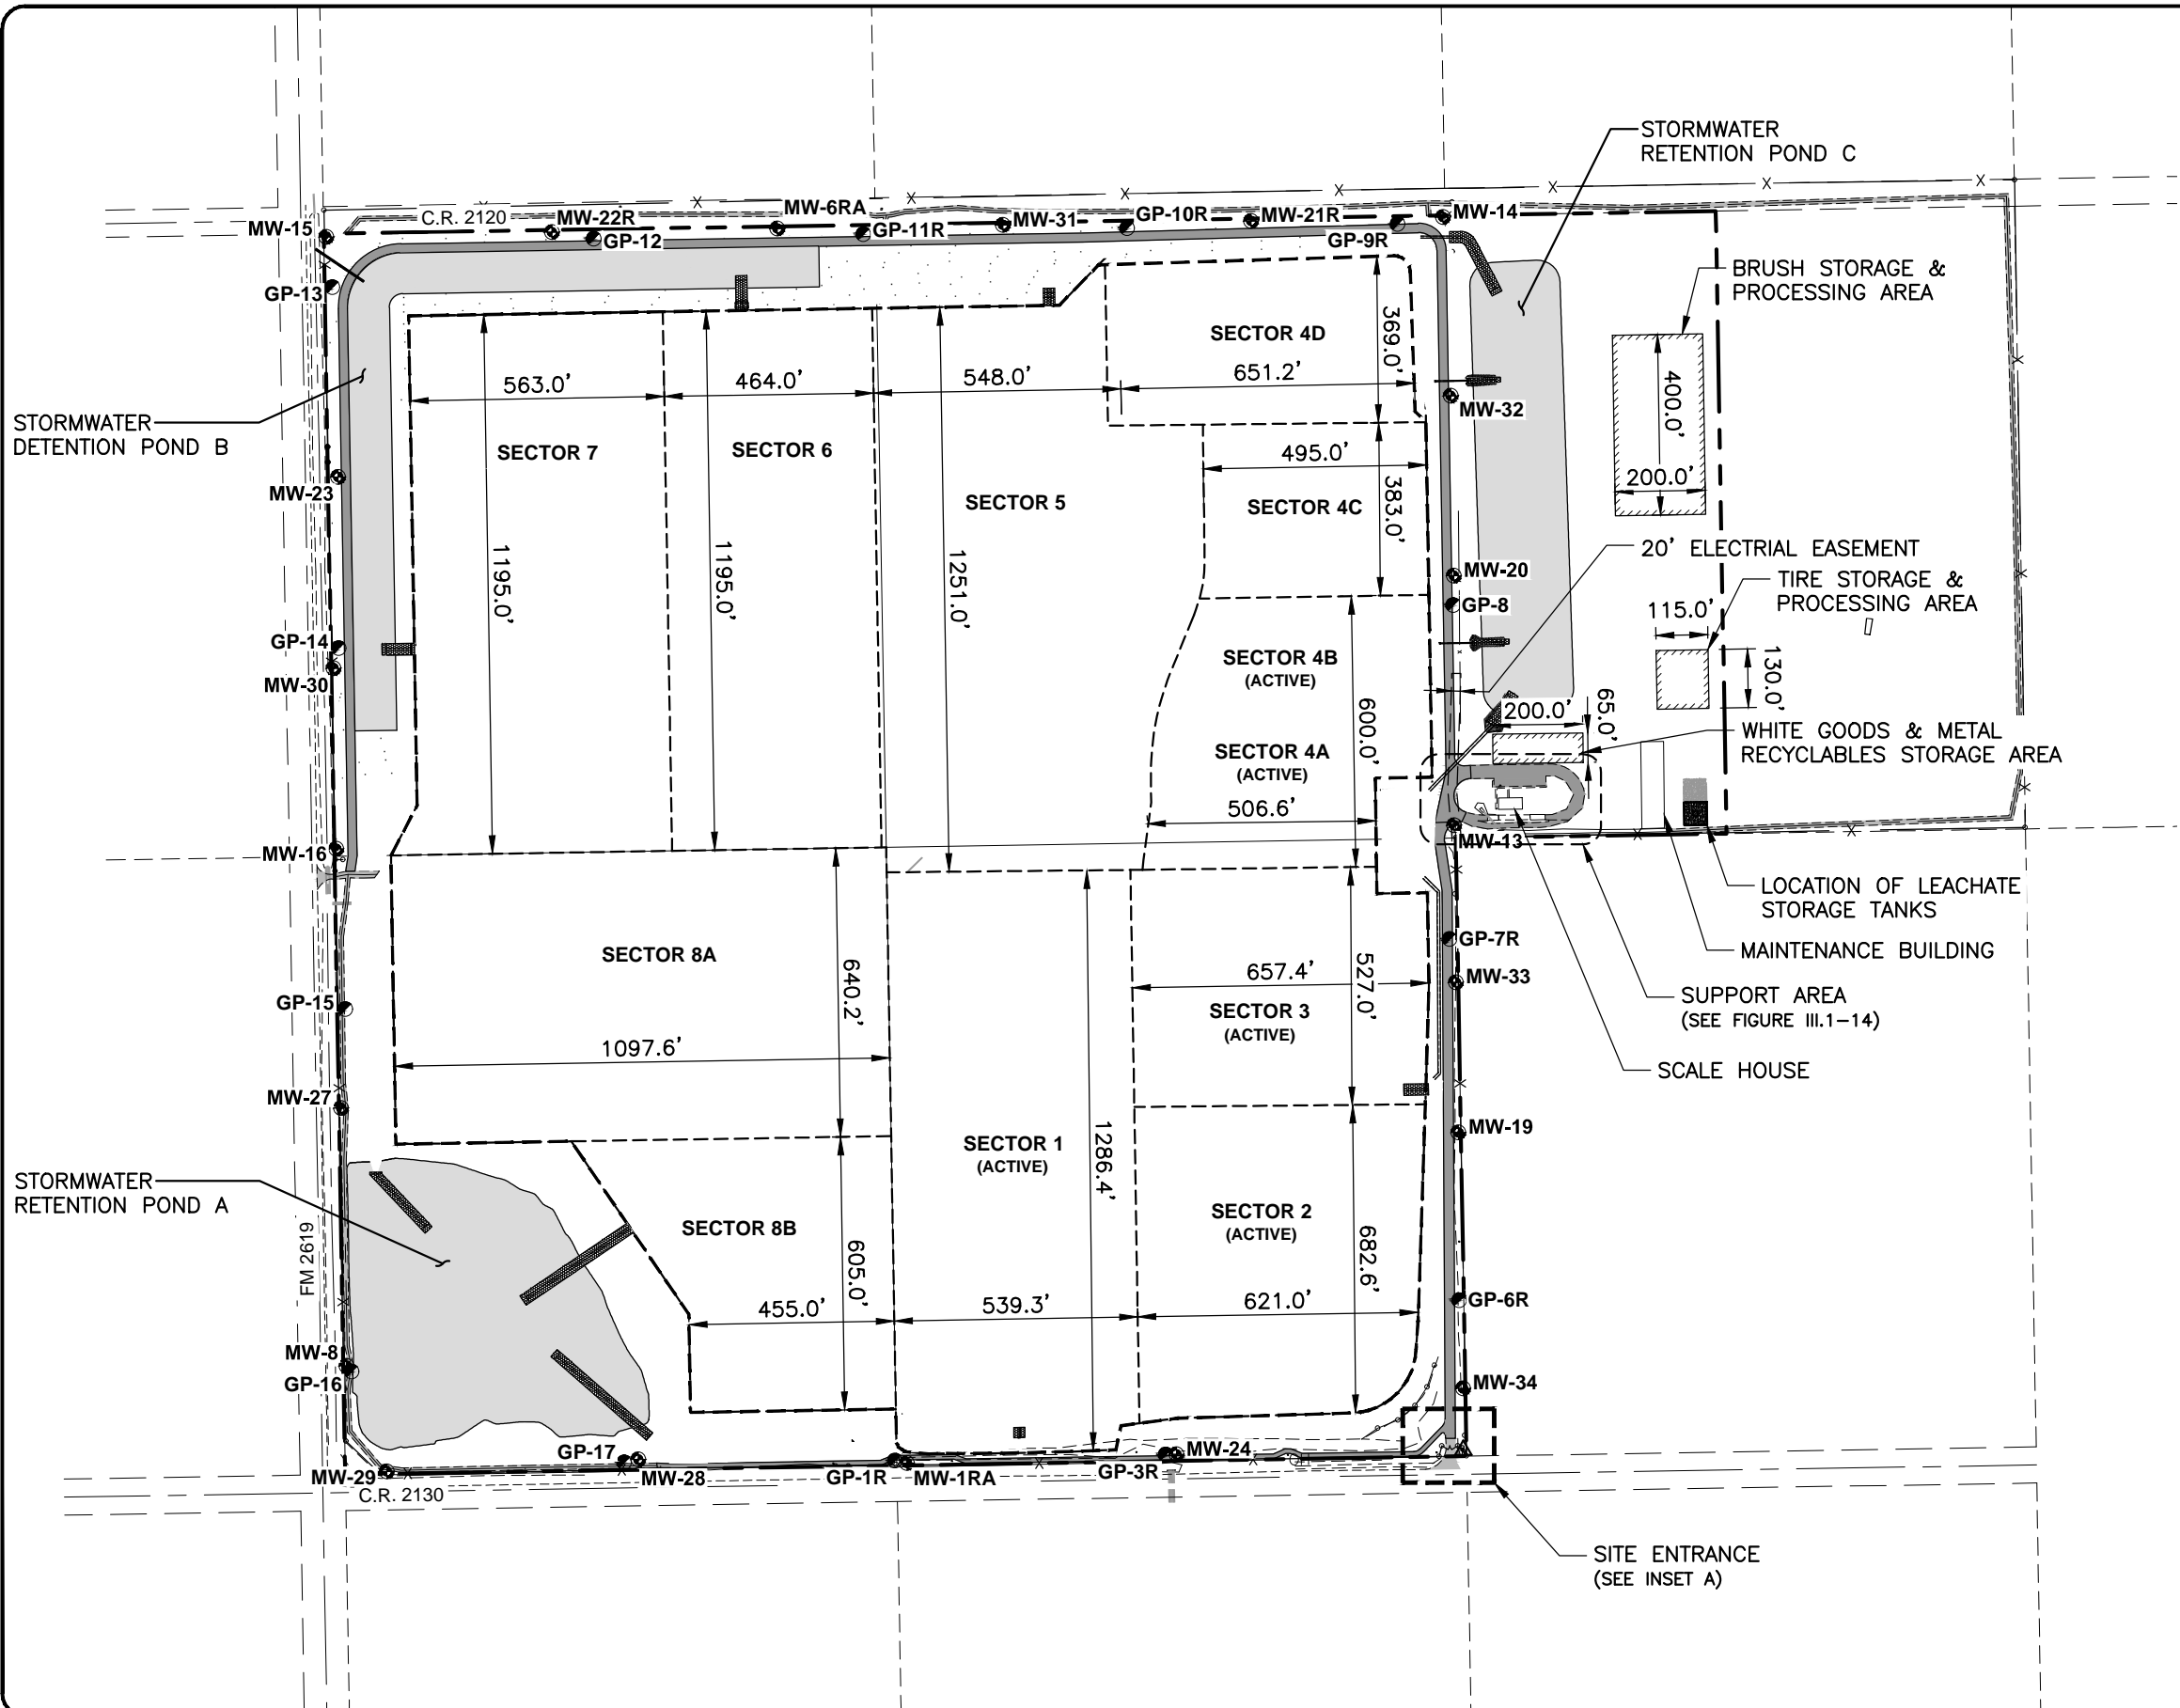 STORMWATER
RETENTION POND C
C.R. 2120
MW-22R
MW-6RA
GP-10R
MW-21R
MW-14
MW-15
GP-12
GP-11R
MW-31
GP-9R
GP-13
BRUSH STORAGE &
PROCESSING AREA
SECTOR 4D
369.0'
651.2'
563.0'
464.0'
548.0'
400.0'
MW-32
STORMWATER
DETENTION POND B
SECTOR 7
SECTOR 6
495.0'
200.0'
MW-23
SECTOR 5
SECTOR 4C
383.0'
1195.0'
1195.0'
1251.0'
20' ELECTRIAL EASEMENT
MW-20
TIRE STORAGE &
PROCESSING AREA
GP-8
115.0'
GP-14
MW-30
SECTOR 4B
(ACTIVE)
130.0'
600.0'
200.0'
65.0'
WHITE GOODS & METAL
RECYCLABLES STORAGE AREA
SECTOR 4A
(ACTIVE)
506.6'
MW-16
MW-13
LOCATION OF LEACHATE
STORAGE TANKS
GP-7R
MAINTENANCE BUILDING
SECTOR 8A
640.2'
657.4'
527.0'
MW-33
SUPPORT AREA
(SEE FIGURE III.1-14)
GP-15
SECTOR 3
(ACTIVE)
1097.6'
SCALE HOUSE
MW-27
MW-19
SECTOR 1
(ACTIVE)
1286.4'
STORMWATER
RETENTION POND A
SECTOR 8B
SECTOR 2
(ACTIVE)
FM 2619
605.0'
682.6'
455.0'
539.3'
621.0'
GP-6R
MW-8
GP-16
MW-34
GP-17
MW-24
MW-29
MW-28
GP-1R
MW-1RA
GP-3R
C.R. 2130
SITE ENTRANCE
(SEE INSET A)